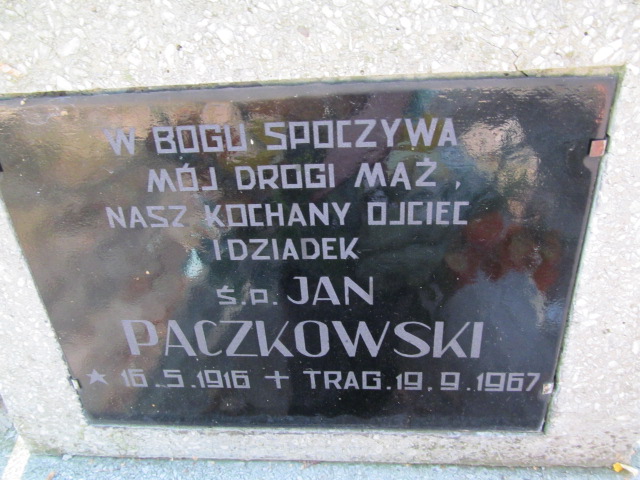 W BOGU SPOCZYWA
MÓJ DROGI MĄŻ,
NASZ KOCHANY OJCIEC
I DZIADEK
Ś.P. JAN
PACZKOWSKI
★ 16.5.1916 + TRAG. 19.9.1967